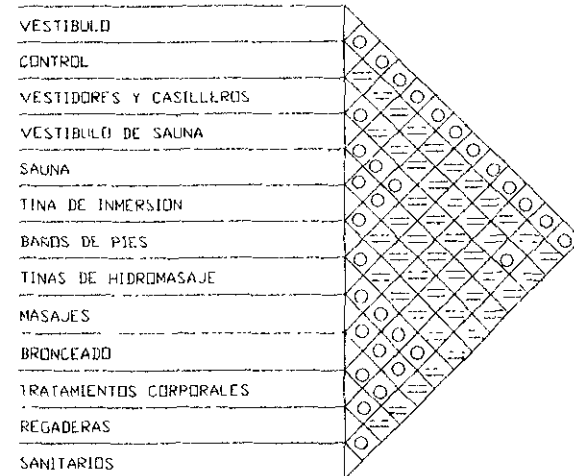 VESTIBULO
CONTROL
VESTIDORES Y CASILLEROS
VESTIBULO DE SAUNA
SAUNA
TINA DE INMERSION
BAÑOS DE PIES
TINAS DE HIDROMASAJE
MASAJES
BRONCEADO
TRATAMIENTOS CORPORALES
REGADERAS
SANITARIOS